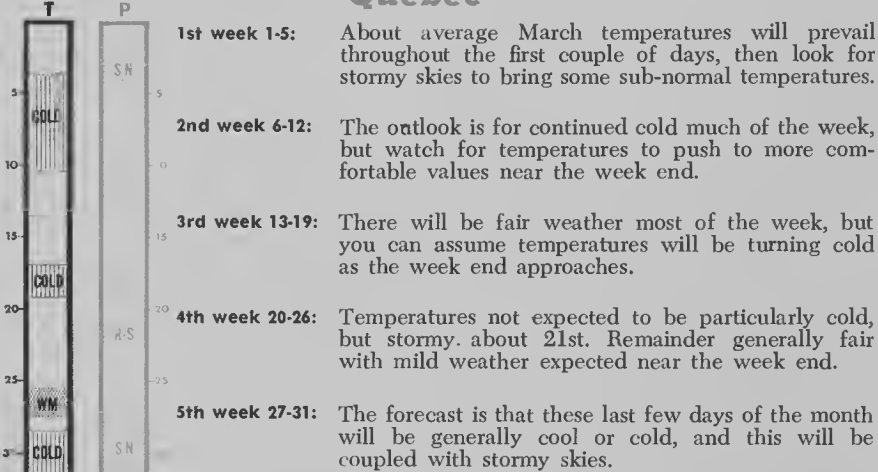 Quebec
T P
1st week 1-5: About average March temperatures will prevail
throughout the first couple of days, then look for
stormy skies to bring some sub-normal temperatures.
2nd week 6-12: The outlook is for continued cold much of the week,
but watch for temperatures to push to more com-
fortable values near the week end.
3rd week 13-19: There will be fair weather most of the week, but
you can assume temperatures will be turning cold
as the week end approaches.
4th week 20-26: Temperatures not expected to be particularly cold,
but stormy. about 21st. Remainder generally fair
with mild weather expected near the week end.
5th week 27-31: The forecast is that these last few days of the month
will be generally cool or cold, and this will be
coupled with stormy skies.
SN
5 COLD 5
10
15 15
COLD
20 20
R-S
25 25
WM
COLD SN